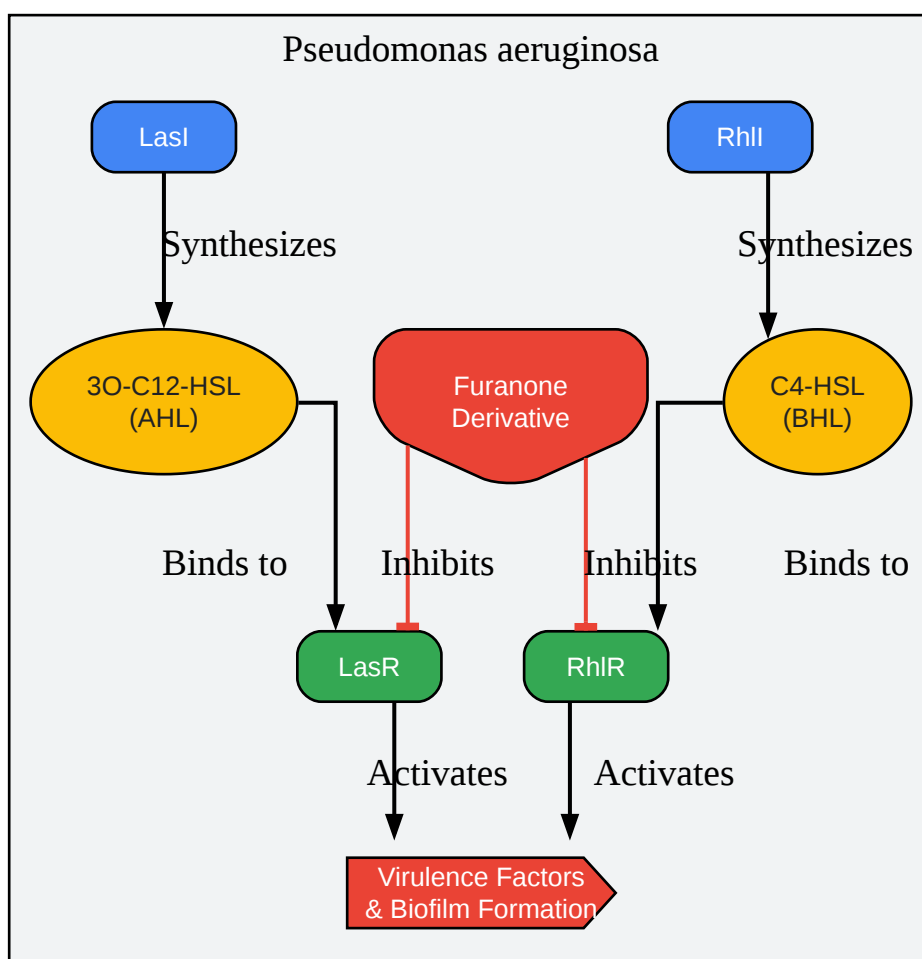 Pseudomonas aeruginosa
LasI
RhlI
Synthesizes
Synthesizes
3O-C12-HSL
(AHL)
Furanone
Derivative
C4-HSL
(BHL)
Binds to
Inhibits
Inhibits
Binds to
LasR
RhlR
Activates
Activates
Virulence Factors
& Biofilm Formation